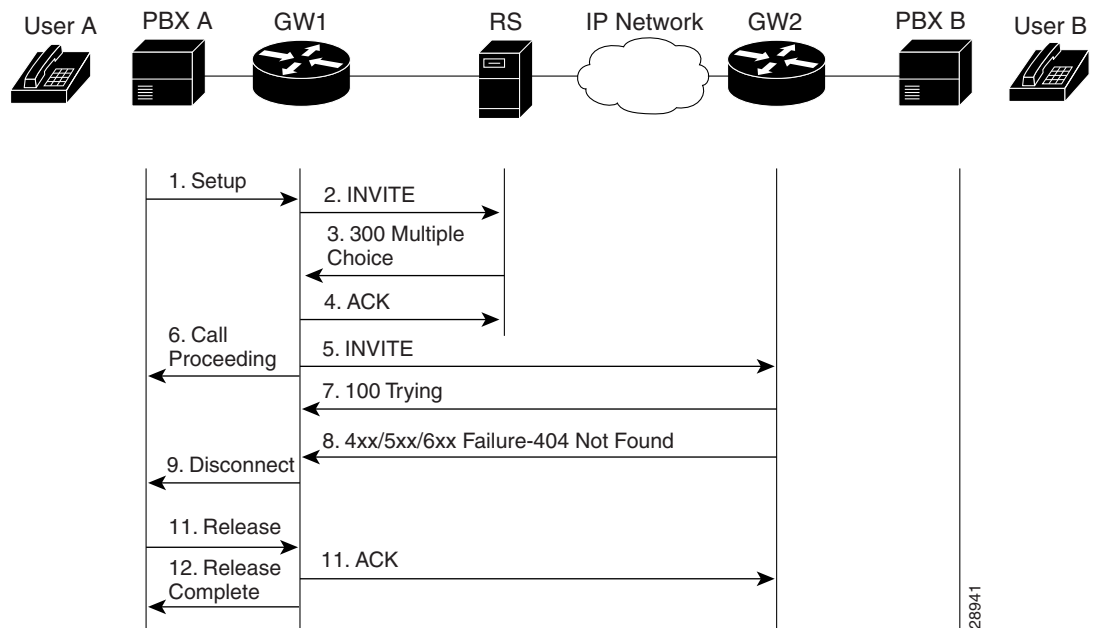 User A
PBX A
GW1
RS
IP Network
GW2
PBX B
User B
1. Setup
2. INVITE
3. 300 Multiple
Choice
4. ACK
6. Call
Proceeding
5. INVITE
7. 100 Trying
8. 4xx/5xx/6xx Failure-404 Not Found
9. Disconnect
11. Release
11. ACK
12. Release
Complete
28941